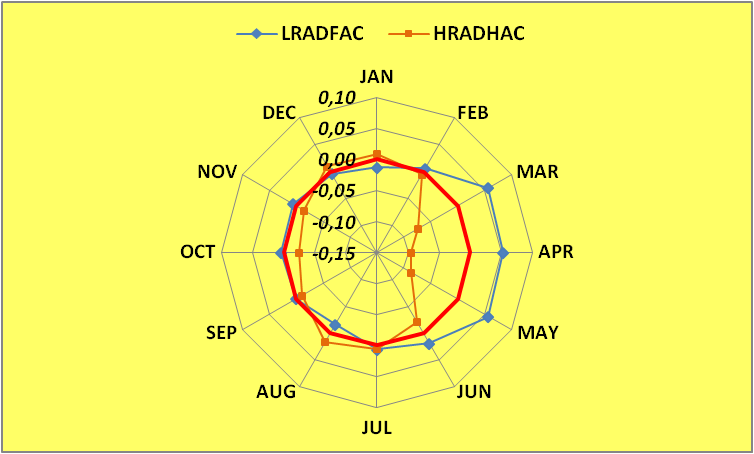 LRADFAC HRADHAC
JAN
0,10
DEC FEB
0,05
0,00
NOV MAR
-0,05
-0,10
OCT -0,15 APR
SEP MAY
AUG JUN
JUL